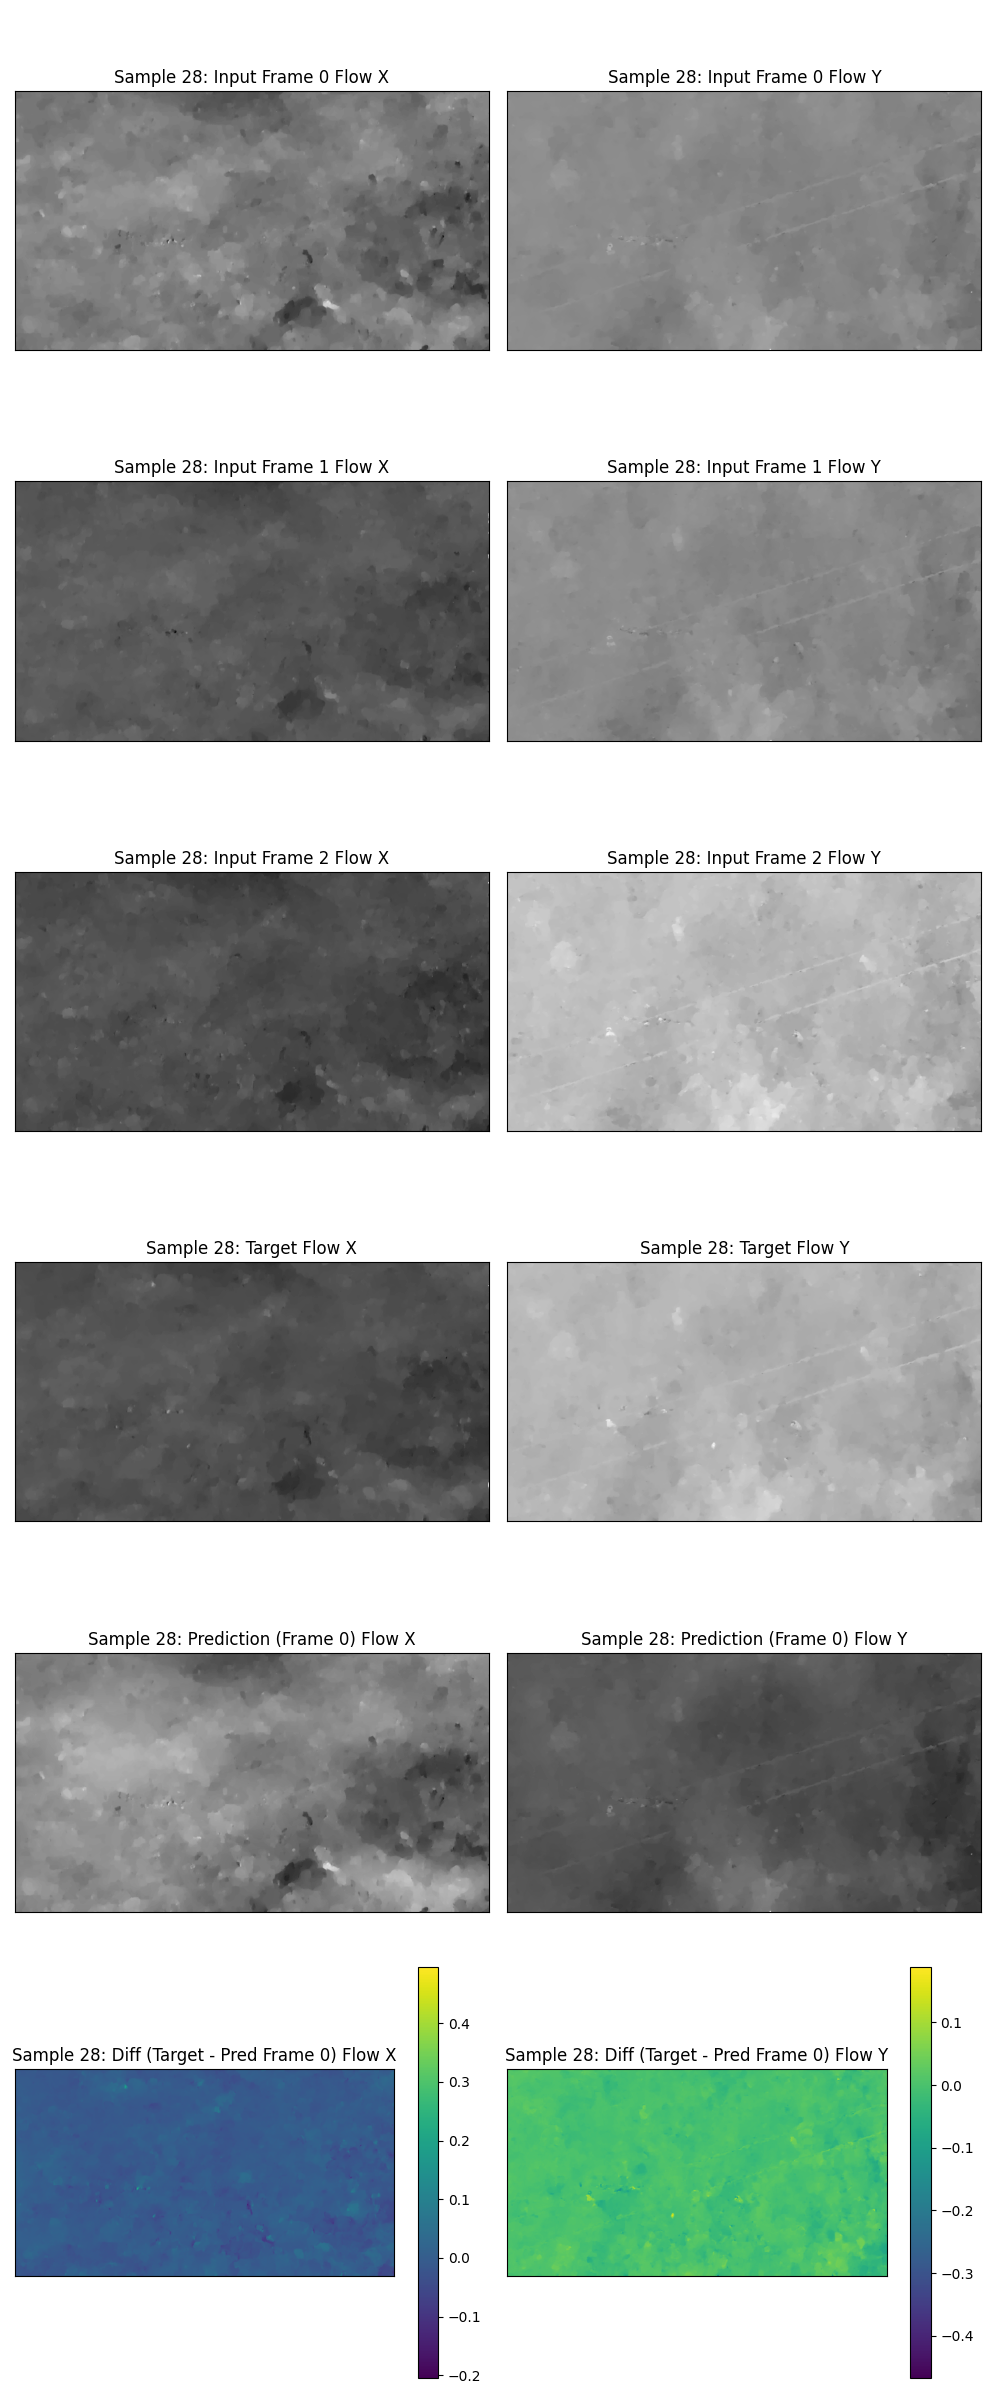 Sample 28: Input Frame 0 Flow X
Sample 28: Input Frame 0 Flow Y
Sample 28: Input Frame 1 Flow X
Sample 28: Input Frame 1 Flow Y
Sample 28: Input Frame 2 Flow X
Sample 28: Input Frame 2 Flow Y
Sample 28: Target Flow X
Sample 28: Target Flow Y
Sample 28: Prediction (Frame 0) Flow X
Sample 28: Prediction (Frame 0) Flow Y
Sample 28: Diff (Target - Pred Frame 0) Flow X
0.4
0.3
0.2
0.1
0.0
−0.1
−0.2
Sample 28: Diff (Target - Pred Frame 0) Flow Y
0.1
0.0
−0.1
−0.2
−0.3
−0.4